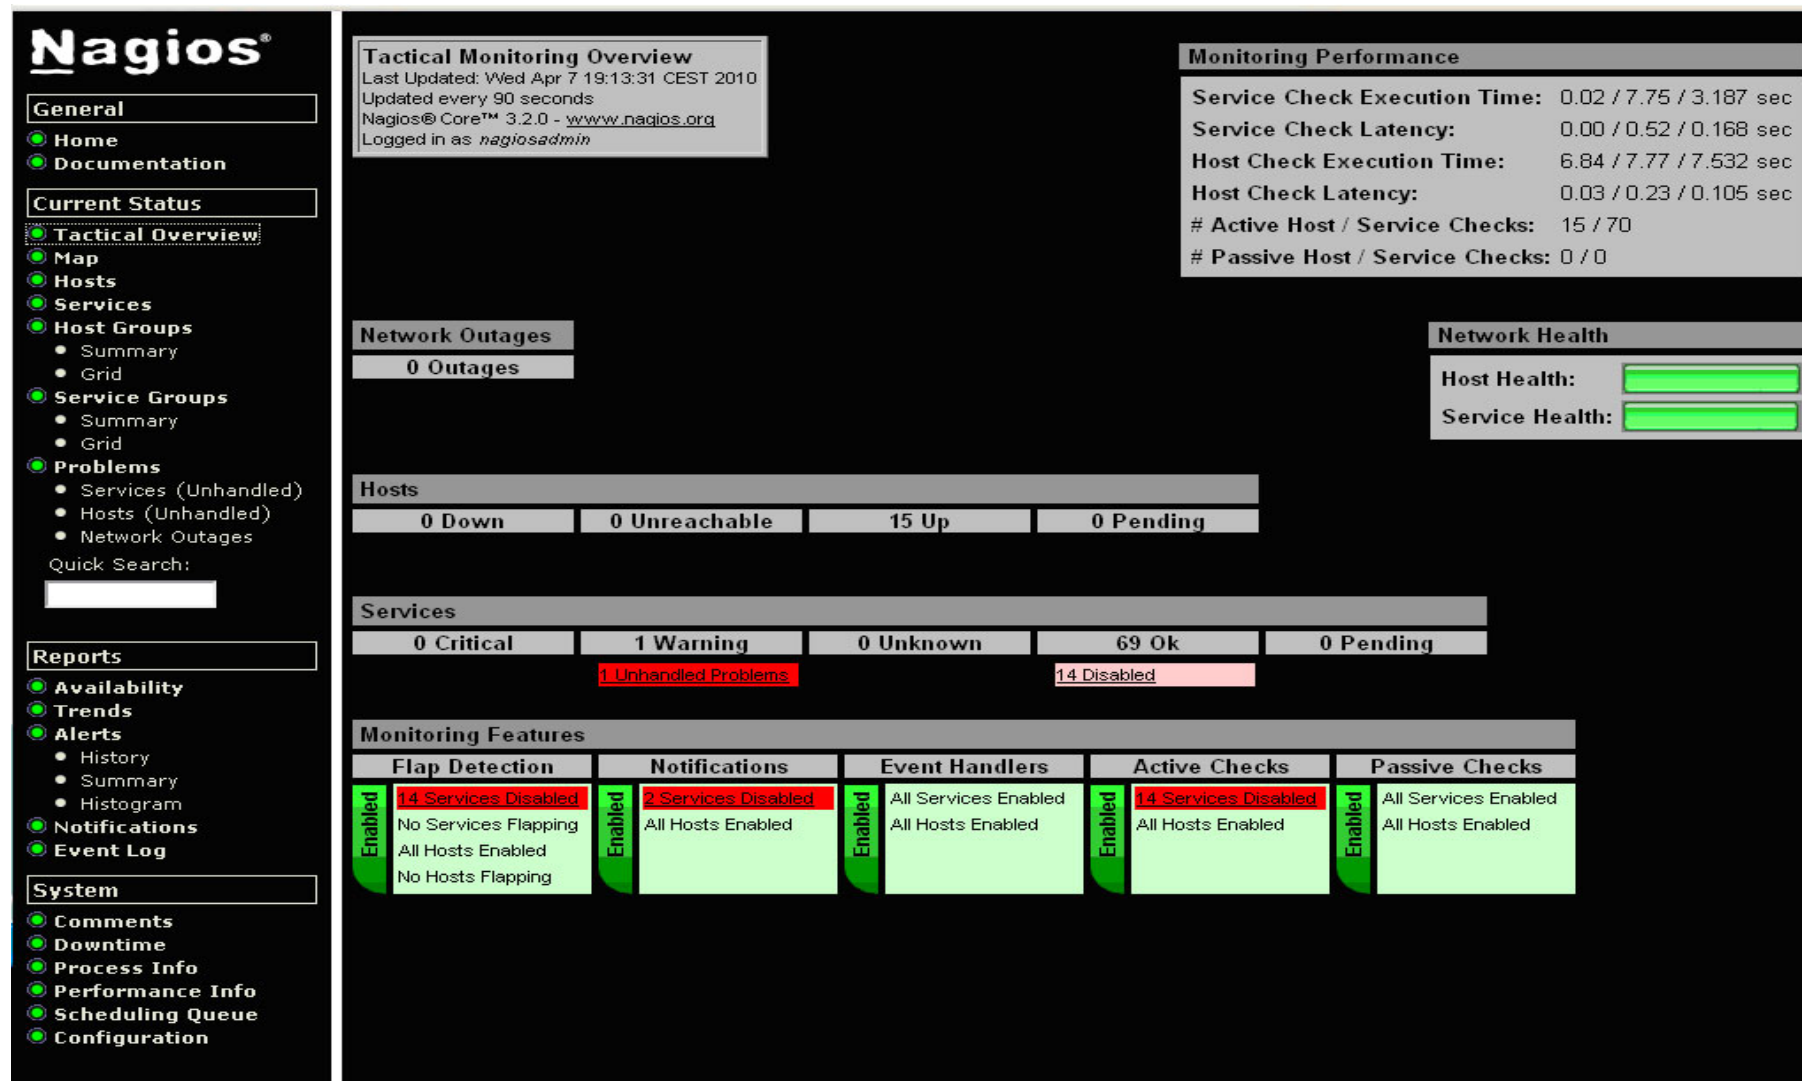 Nagios®
General
Home
Documentation
Current Status
Tactical Overview
Map
Hosts
Services
Host Groups
Summary
Grid
Service Groups
Summary
Grid
Problems
Services (Unhandled)
Hosts (Unhandled)
Network Outages
Quick Search:
Reports
Availability
Trends
Alerts
History
Summary
Histogram
Notifications
Event Log
System
Comments
Downtime
Process Info
Performance Info
Scheduling Queue
Configuration
Tactical Monitoring Overview
Last Updated: Wed Apr 7 19:13:31 CEST 2010
Updated every 90 seconds
Nagios® Core™ 3.2.0 - www.nagios.org
Logged in as nagiosadmin
Monitoring Performance
Service Check Execution Time: 0.02 / 7.75 / 3.187 sec
Service Check Latency: 0.00 / 0.52 / 0.168 sec
Host Check Execution Time: 6.84 / 7.77 / 7.532 sec
Host Check Latency: 0.03 / 0.23 / 0.105 sec
# Active Host / Service Checks: 15 / 70
# Passive Host / Service Checks: 0 / 0
Network Outages
0 Outages
Network Health
Host Health:
Service Health:
Hosts
0 Down 0 Unreachable 15 Up 0 Pending
Services
0 Critical 1 Warning 0 Unknown 69 Ok 0 Pending
1 Unhandled Problems 14 Disabled
Monitoring Features
Flap Detection Notifications Event Handlers Active Checks Passive Checks
Enabled
14 Services Disabled
No Services Flapping
All Hosts Enabled
No Hosts Flapping
Enabled
2 Services Disabled
All Hosts Enabled
Enabled
All Services Enabled
All Hosts Enabled
Enabled
14 Services Disabled
All Hosts Enabled
Enabled
All Services Enabled
All Hosts Enabled